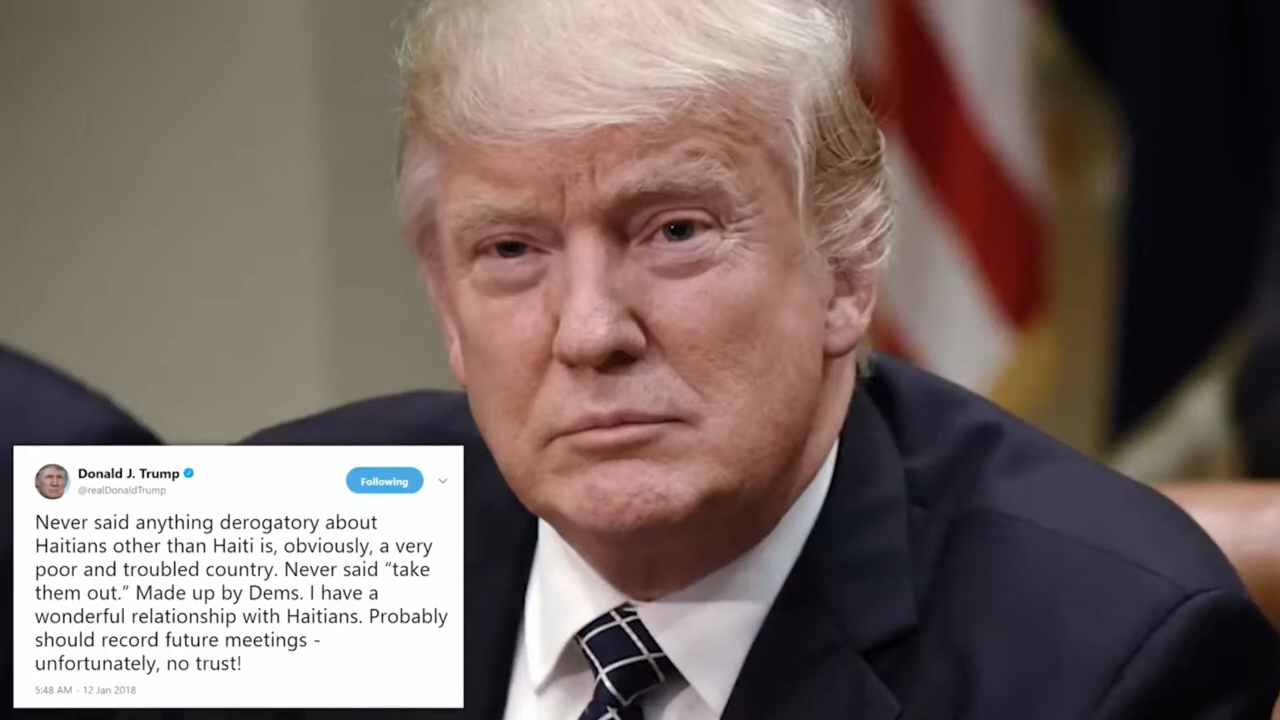 Donald J. Trump
@realDonaldTrump
Following
Never said anything derogatory about
Haitians other than Haiti is, obviously, a very
poor and troubled country. Never said “take
them out.” Made up by Dems. I have a
wonderful relationship with Haitians. Probably
should record future meetings -
unfortunately, no trust!
5:48 AM - 12 Jan 2018